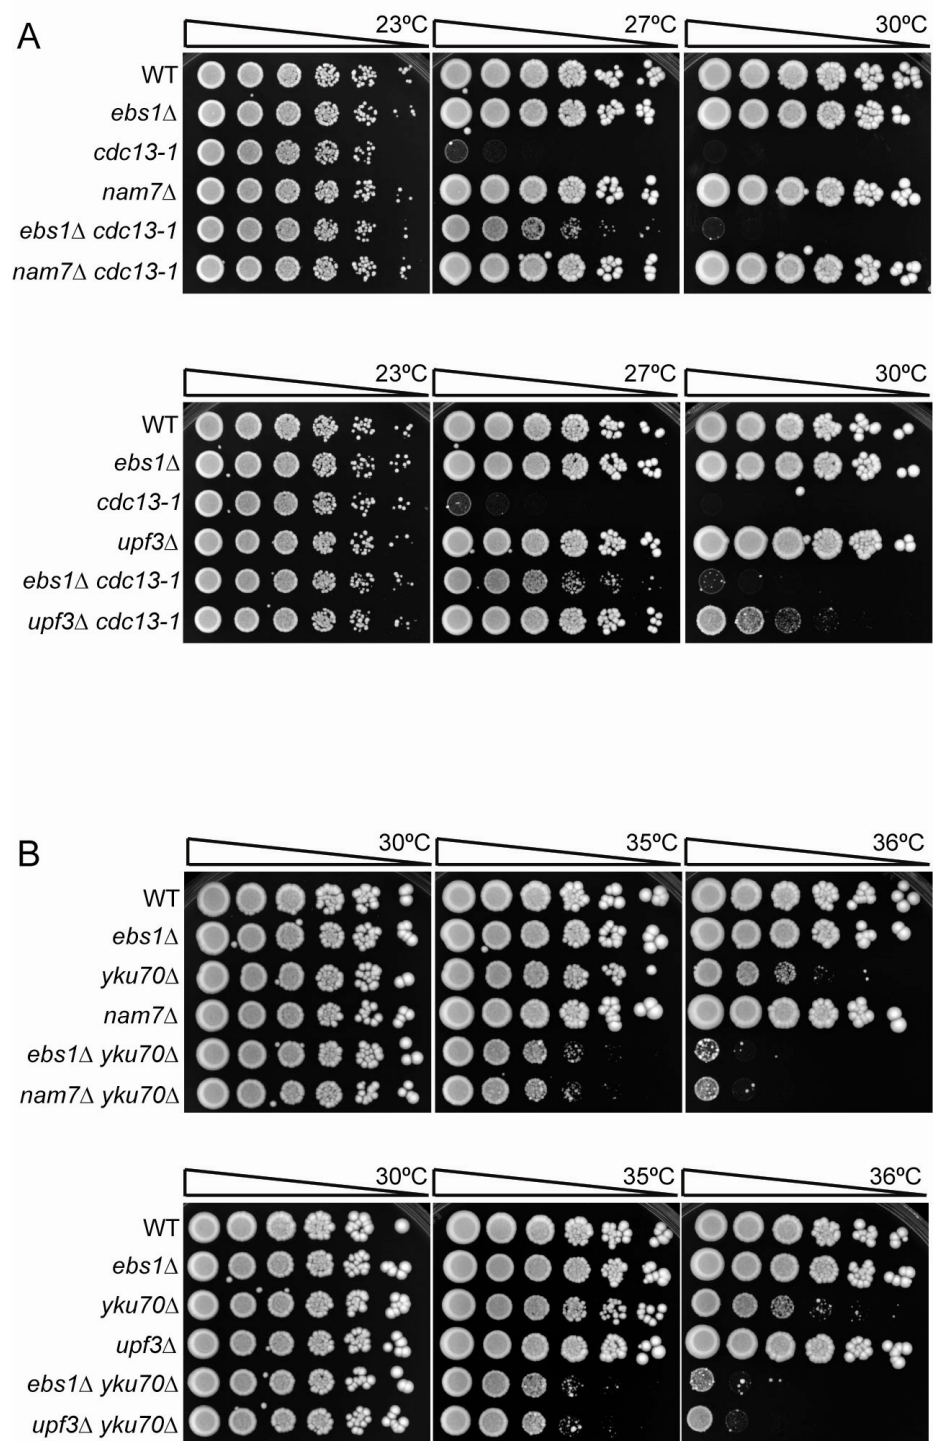 A
23ºC 27ºC 30ºC
WT
ebs1Δ
cdc13-1
nam7Δ
ebs1Δ cdc13-1
nam7Δ cdc13-1
23ºC 27ºC 30ºC
WT
ebs1Δ
cdc13-1
upf3Δ
ebs1Δ cdc13-1
upf3Δ cdc13-1
B
30ºC 35ºC 36ºC
WT
ebs1Δ
yku70Δ
nam7Δ
ebs1Δ yku70Δ
nam7Δ yku70Δ
30ºC 35ºC 36ºC
WT
ebs1Δ
yku70Δ
upf3Δ
ebs1Δ yku70Δ
upf3Δ yku70Δ